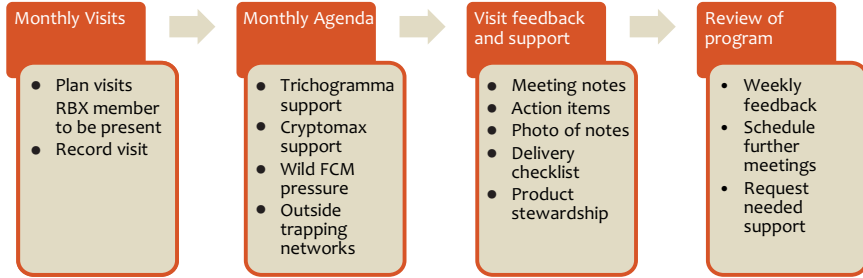 Monthly Visits
• Plan visits
RBX member
to be present
• Record visit
Monthly Agenda
• Trichogramma
support
• Cryptomax
support
• Wild FCM
pressure
• Outside
trapping
networks
Visit feedback
and support
• Meeting notes
• Action items
• Photo of notes
• Delivery
checklist
• Product
stewardship
Review of
program
• Weekly
feedback
• Schedule
further
meetings
• Request
needed
support